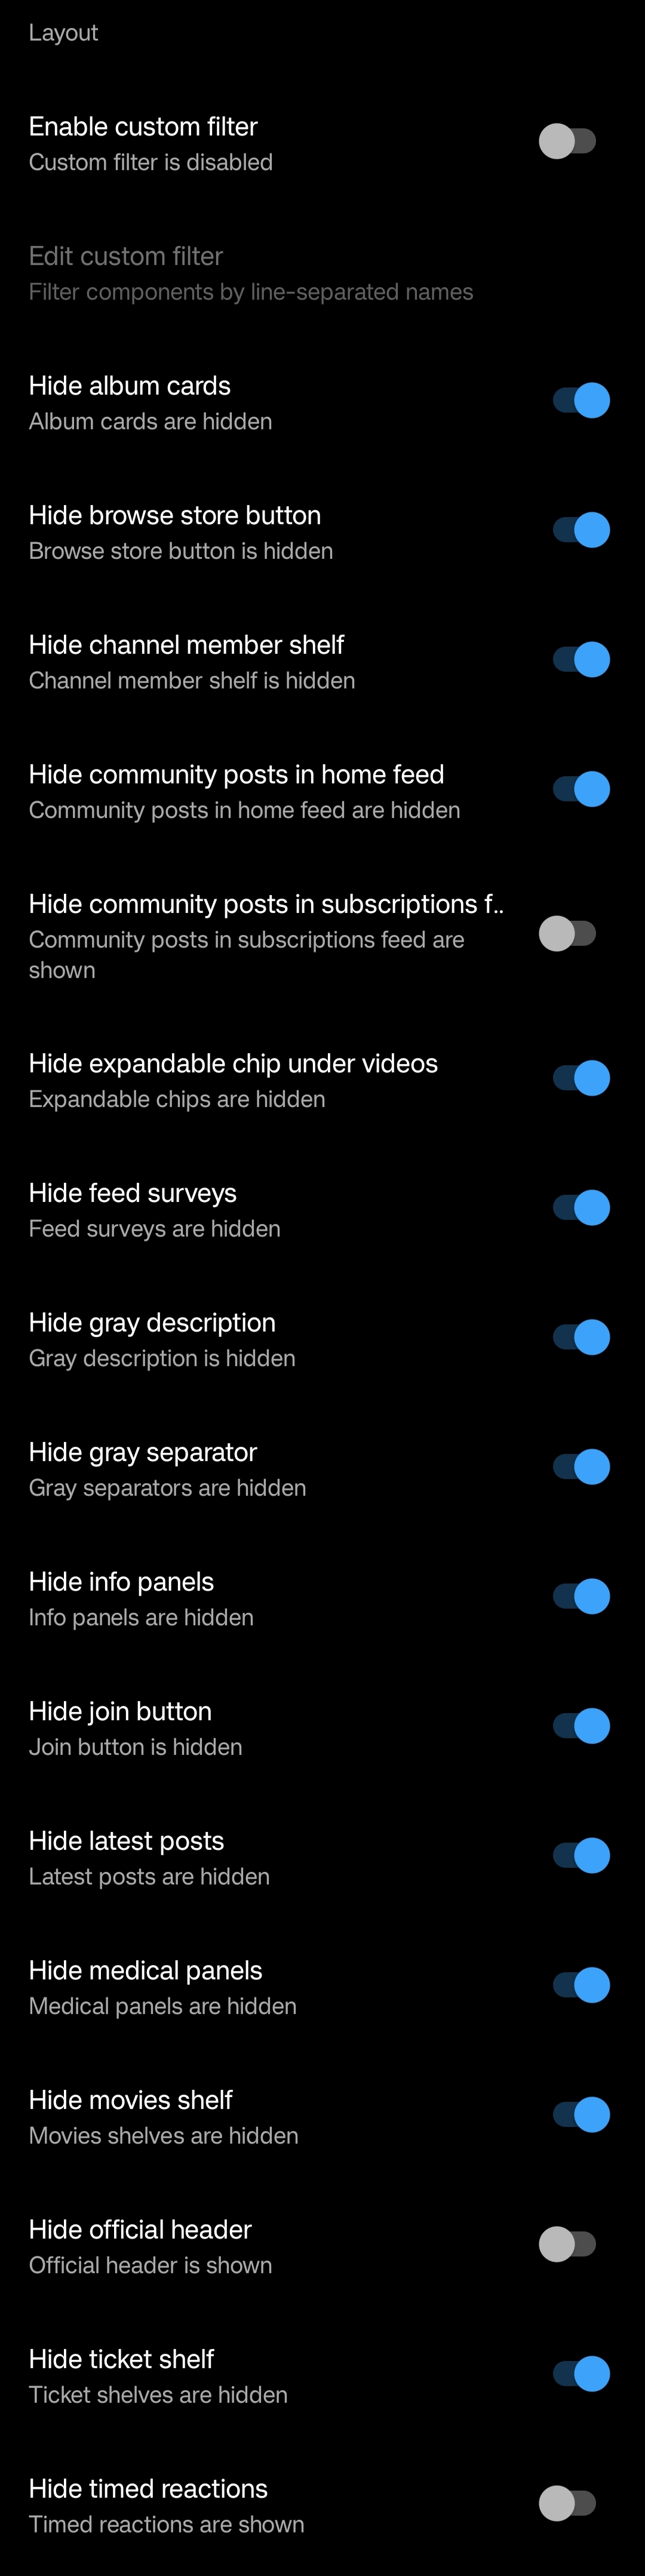 Layout
Enable custom filter
Custom filter is disabled
Edit custom filter
Filter components by line-separated names
Hide album cards
Album cards are hidden
Hide browse store button
Browse store button is hidden
Hide channel member shelf
Channel member shelf is hidden
Hide community posts in home feed
Community posts in home feed are hidden
Hide community posts in subscriptions f..
Community posts in subscriptions feed are
shown
Hide expandable chip under videos
Expandable chips are hidden
Hide feed surveys
Feed surveys are hidden
Hide gray description
Gray description is hidden
Hide gray separator
Gray separators are hidden
Hide info panels
Info panels are hidden
Hide join button
Join button is hidden
Hide latest posts
Latest posts are hidden
Hide medical panels
Medical panels are hidden
Hide movies shelf
Movies shelves are hidden
Hide official header
Official header is shown
Hide ticket shelf
Ticket shelves are hidden
Hide timed reactions
Timed reactions are shown